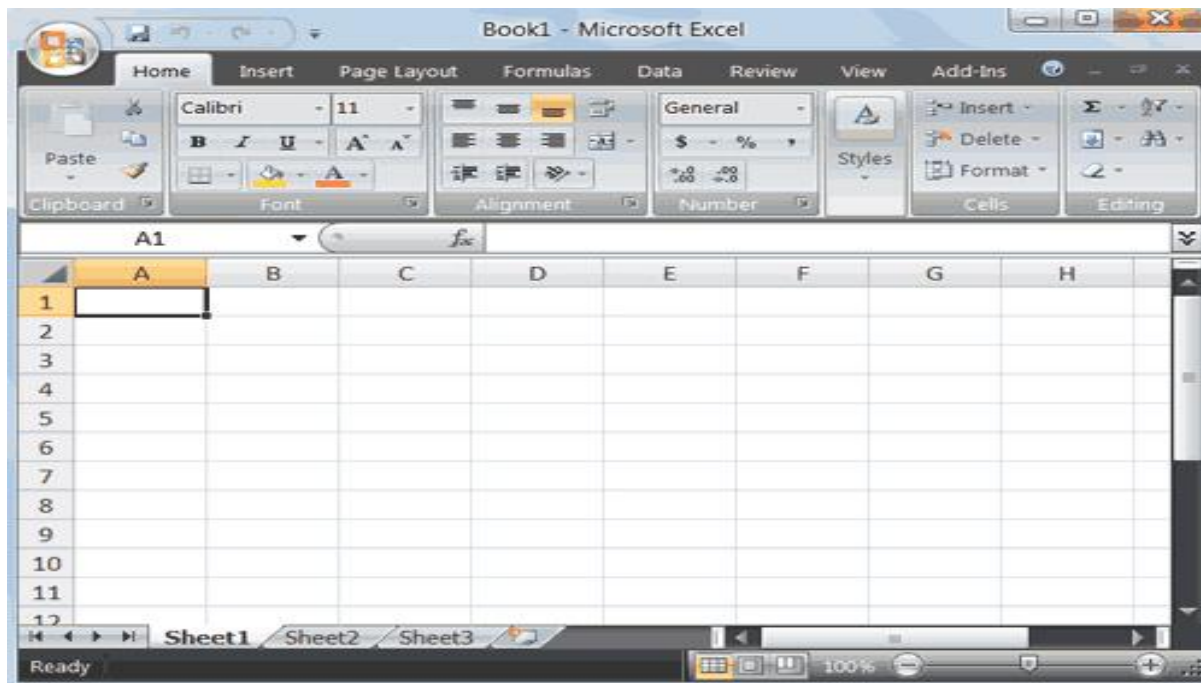 Book1 - Microsoft Excel
Home Insert Page Layout Formulas Data Review View Add-Ins
Calibri 11 General Insert Σ
Paste B I U A A $ % , Styles Delete
A Format
Clipboard Font Alignment Number Cells Editing
A1 fx
A B C D E F G H
1
2
3
4
5
6
7
8
9
10
11
12
Sheet1 Sheet2 Sheet3
Ready 100%